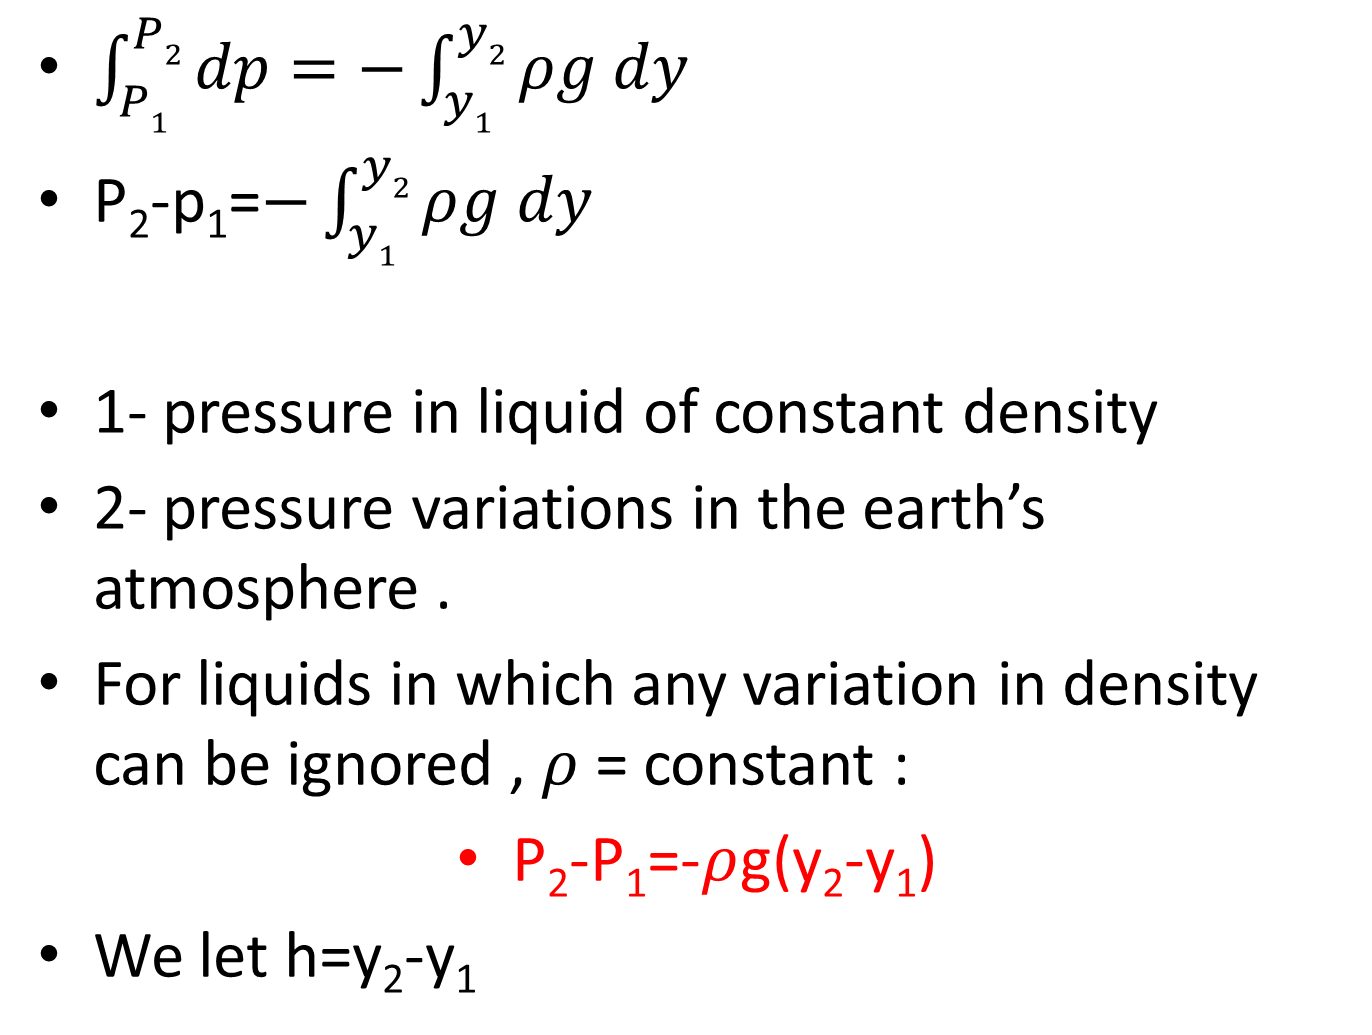 • ∫_{P₁}^{P₂} dp = − ∫_{y₁}^{y₂} ρg dy
• P₂-p₁=− ∫_{y₁}^{y₂} ρg dy
• 1- pressure in liquid of constant density
• 2- pressure variations in the earth’s
atmosphere .
• For liquids in which any variation in density
can be ignored , ρ = constant :
• P₂-P₁=-ρg(y₂-y₁)
• We let h=y₂-y₁